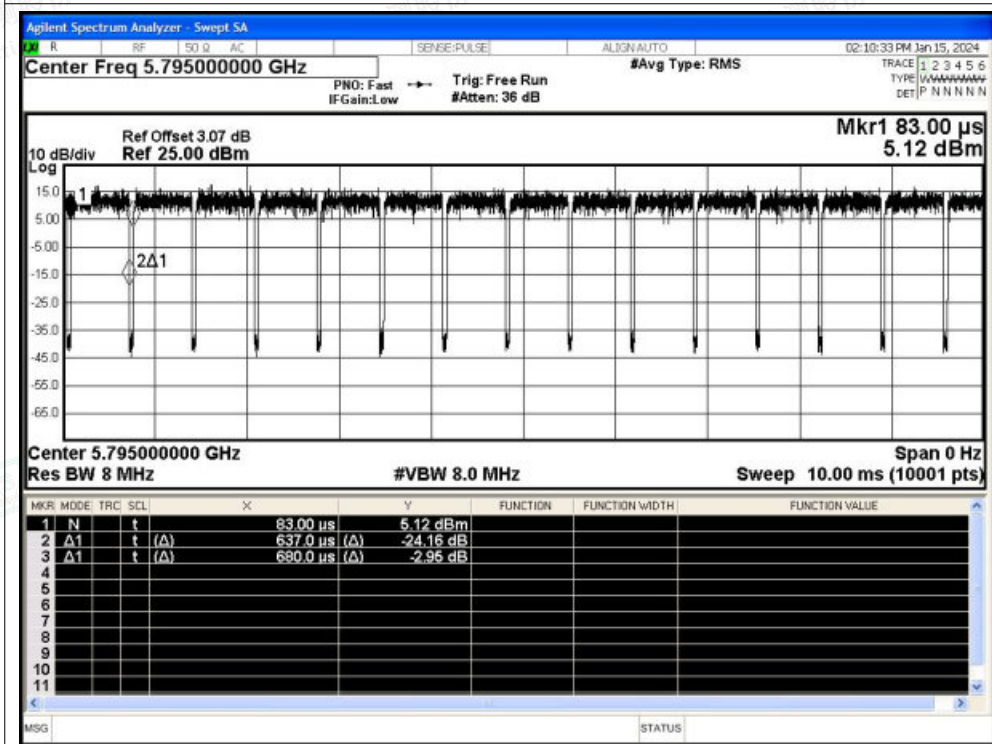 Agilent Spectrum Analyzer - Swept SA
LXI R RF 50 Ω AC SENSE:PULSE ALIGNAUTO 02:10:33 PM Jan 15, 2024
Center Freq 5.795000000 GHz #Avg Type: RMS TRACE 1 2 3 4 5 6
PNO: Fast Trig: Free Run TYPE
IFGain:Low #Atten: 36 dB DET P N N N N N
Mkr1 83.00 µs
Ref Offset 3.07 dB
10 dB/div Ref 25.00 dBm 5.12 dBm
Log
15.0 1
5.00
-5.00
2Δ1
-15.0
-25.0
-35.0
-45.0
-55.0
-65.0
Center 5.795000000 GHz Span 0 Hz
Res BW 8 MHz #VBW 8.0 MHz Sweep 10.00 ms (10001 pts)
MKR MODE TRC SCL X Y FUNCTION FUNCTION WIDTH FUNCTION VALUE
1 N t 83.00 µs 5.12 dBm
2 Δ1 t (Δ) 637.0 µs (Δ) -24.16 dB
3 Δ1 t (Δ) 680.0 µs (Δ) -2.95 dB
4
5
6
7
8
9
10
11
MSG STATUS